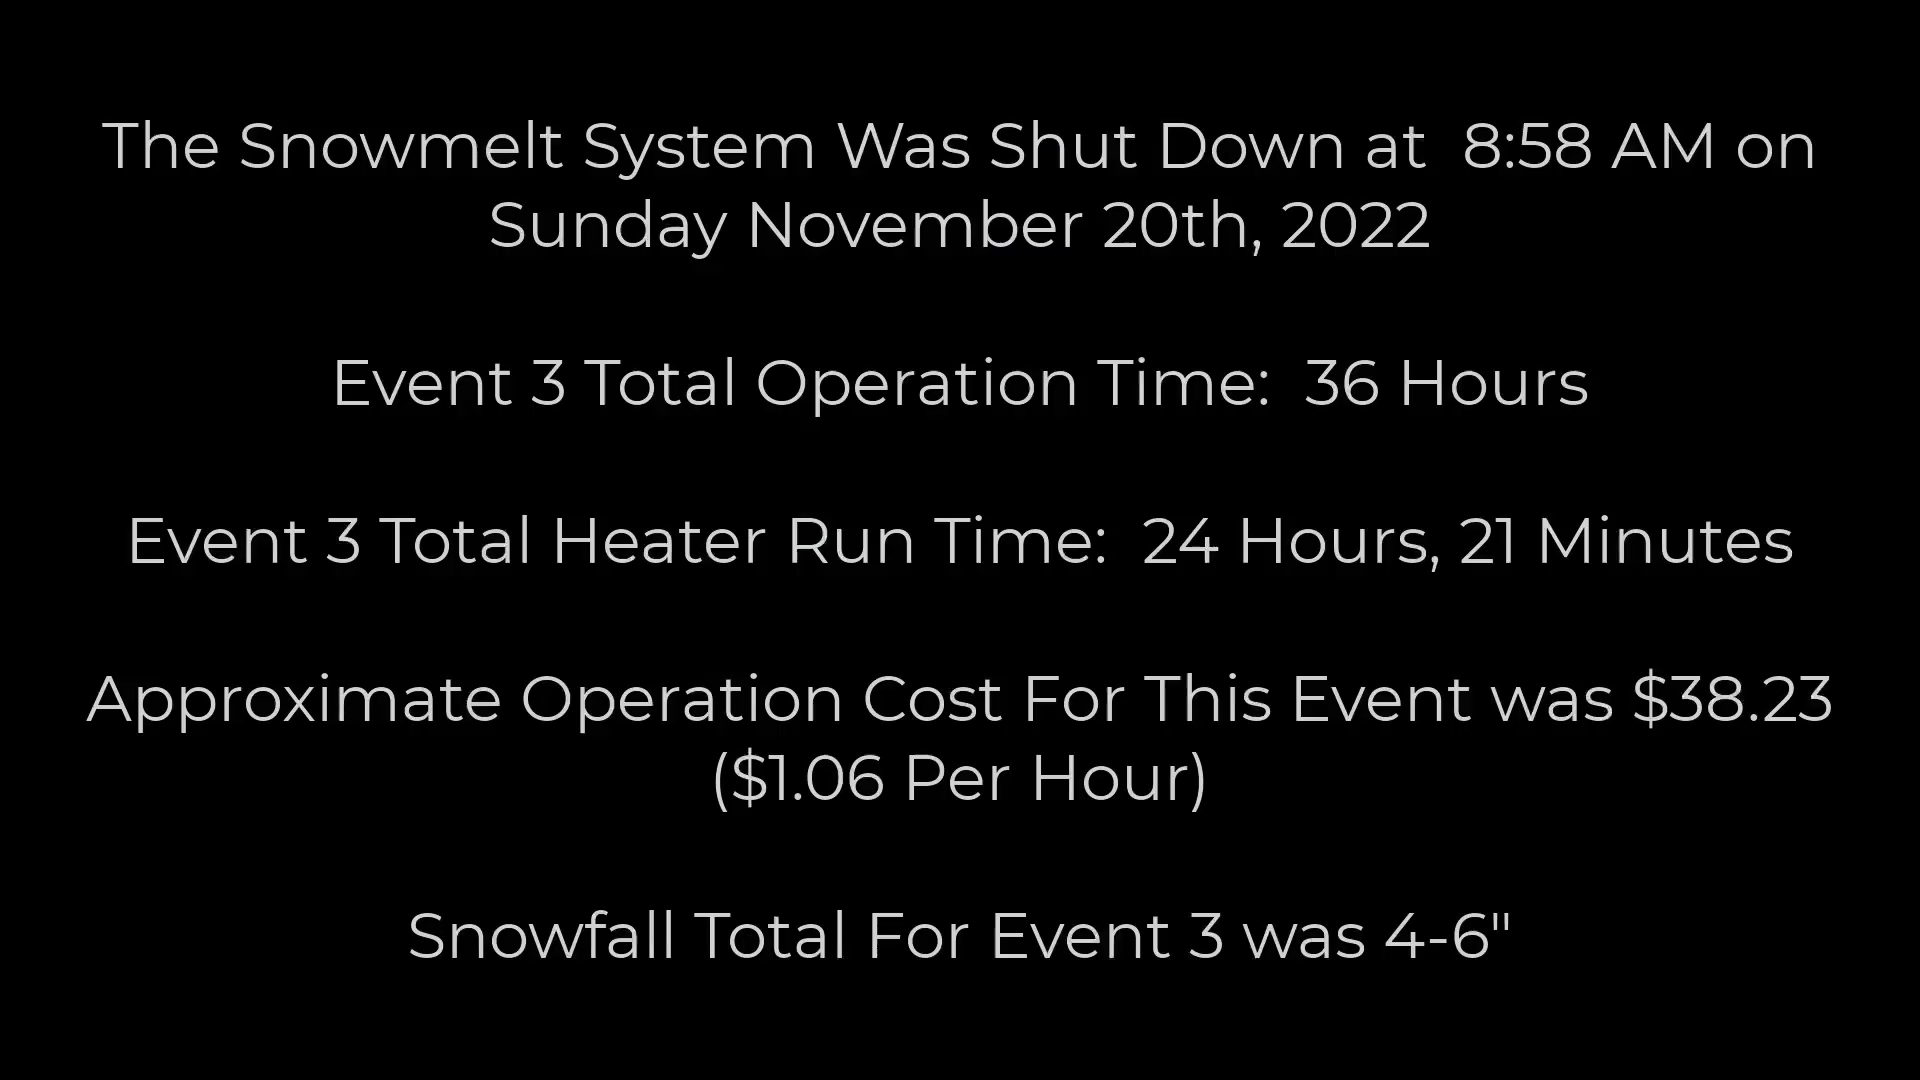 The Snowmelt System Was Shut Down at  8:58 AM on
Sunday November 20th, 2022
Event 3 Total Operation Time:  36 Hours
Event 3 Total Heater Run Time:  24 Hours, 21 Minutes
Approximate Operation Cost For This Event was $38.23
($1.06 Per Hour)
Snowfall Total For Event 3 was 4-6"